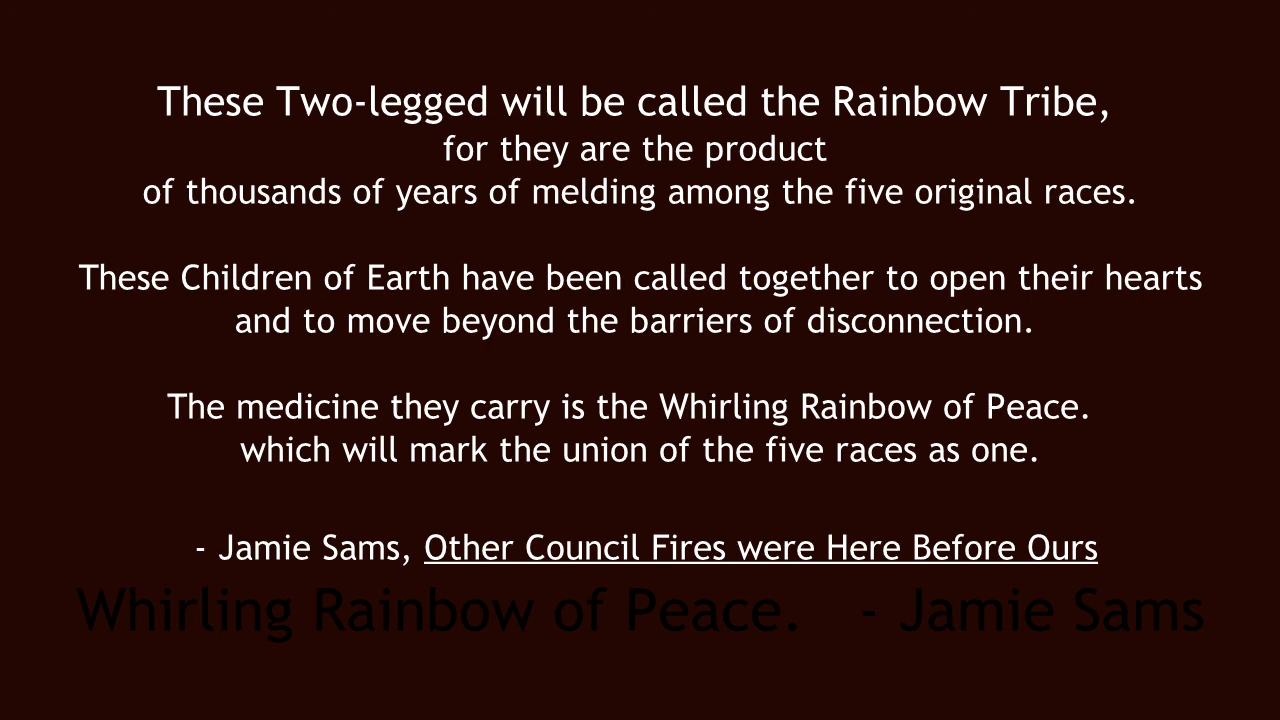 These Two-legged will be called the Rainbow Tribe,
for they are the product
of thousands of years of melding among the five original races.
These Children of Earth have been called together to open their hearts
and to move beyond the barriers of disconnection.
The medicine they carry is the Whirling Rainbow of Peace.
which will mark the union of the five races as one.
- Jamie Sams, Other Council Fires were Here Before Ours
Whirling Rainbow of Peace. - Jamie Sams